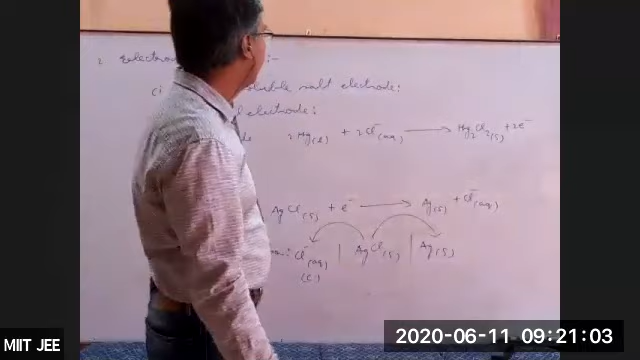 2 Electro :-
(i) soluble salt electrode:
electrode:
2Hg(l) + 2Cl⁻(aq) ⟶ Hg₂Cl₂(s) + 2e⁻
AgCl(s) + e⁻ ⟶ Ag(s) + Cl⁻(aq)
: Cl⁻(aq) | AgCl(s) | Ag(s)
(C₁)
MIIT JEE
2020-06-11 09:21:03